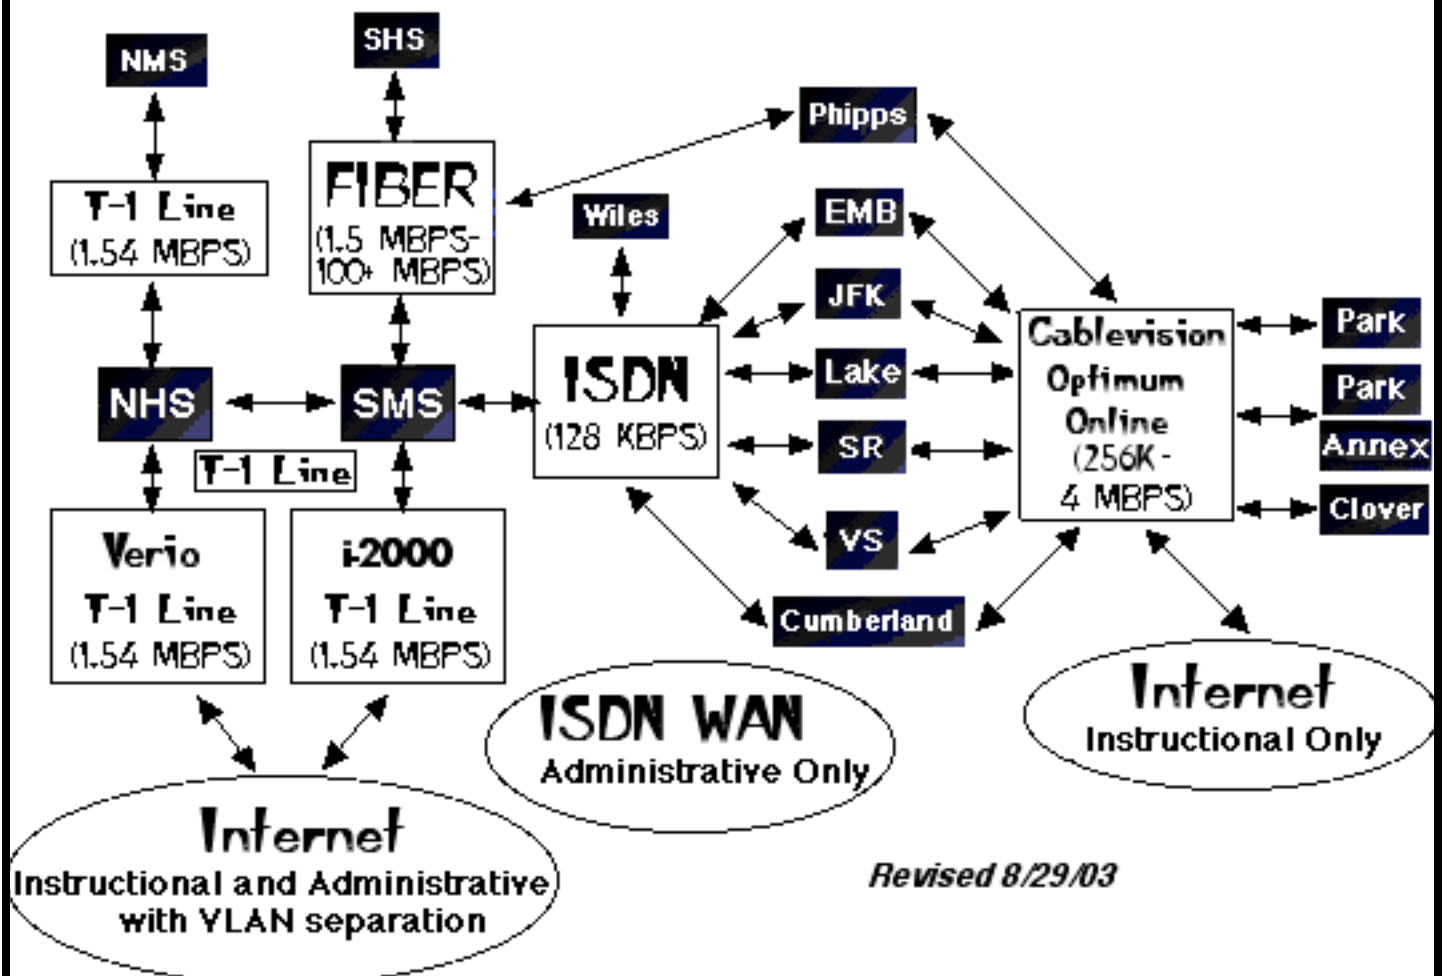 SHS
NMS
Phipps
FIBER
(1.5 MBPS-
100+ MBPS)
T-1 Line
(1.54 MBPS)
Wiles
EMB
JFK
Cablevision
Optimum
Online
(256K -
4 MBPS)
Park
Park
Annex
Clover
ISDN
(128 KBPS)
Lake
NHS
SMS
SR
T-1 Line
VS
Verio
T-1 Line
(1.54 MBPS)
i-2000
T-1 Line
(1.54 MBPS)
Cumberland
Internet
Instructional Only
ISDN WAN
Administrative Only
Internet
Instructional and Administrative
with VLAN separation
Revised 8/29/03